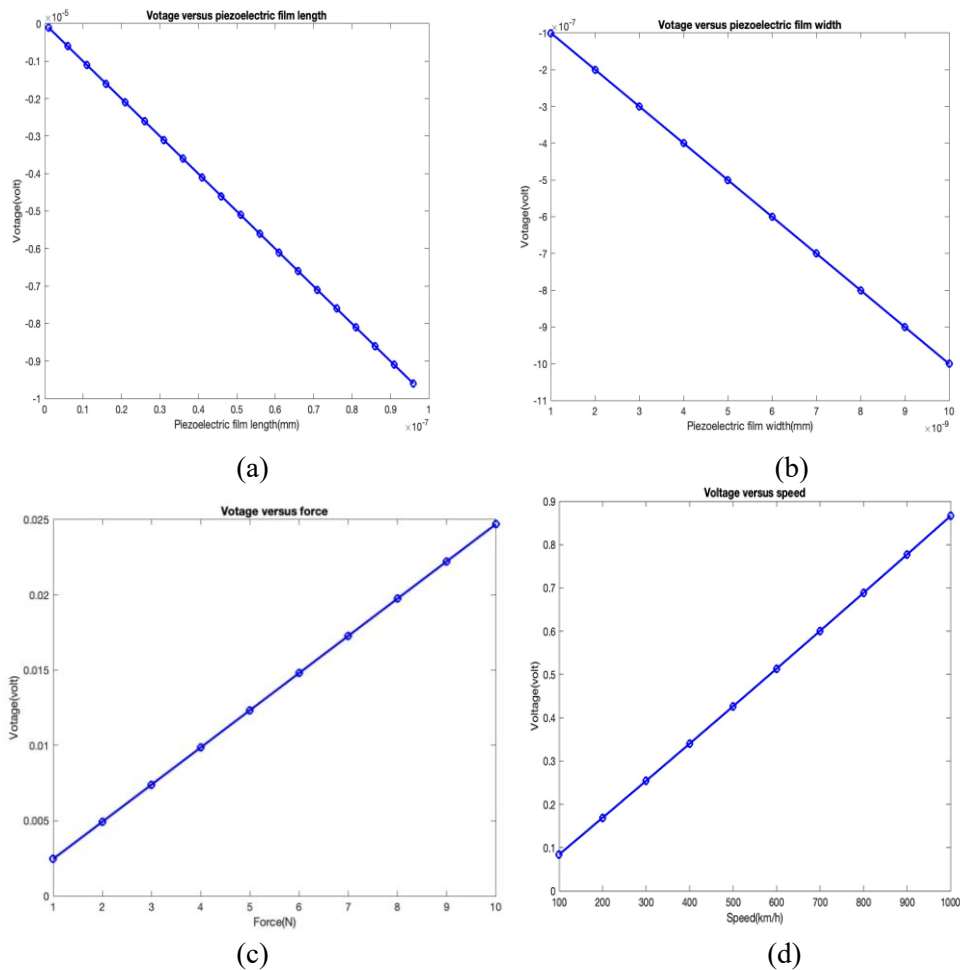 ×10^-5
Votage versus piezoelectric film length
0
-0.1
-0.2
-0.3
-0.4
-0.5
-0.6
-0.7
-0.8
-0.9
-1
Votage(volt)
0 0.1 0.2 0.3 0.4 0.5 0.6 0.7 0.8 0.9 1
Piezoelectric film length(mm)
×10^-7
(a)
×10^-7
Votage versus piezoelectric film width
-1
-2
-3
-4
-5
-6
-7
-8
-9
-10
-11
Votage(volt)
1 2 3 4 5 6 7 8 9 10
Piezoelectric film width(mm)
×10^-9
(b)
Votage versus force
0.025
0.02
0.015
0.01
0.005
0
Votage(volt)
1 2 3 4 5 6 7 8 9 10
Force(N)
(c)
Voltage versus speed
0.9
0.8
0.7
0.6
0.5
0.4
0.3
0.2
0.1
0
Voltage(volt)
100 200 300 400 500 600 700 800 900 1000
Speed(km/h)
(d)